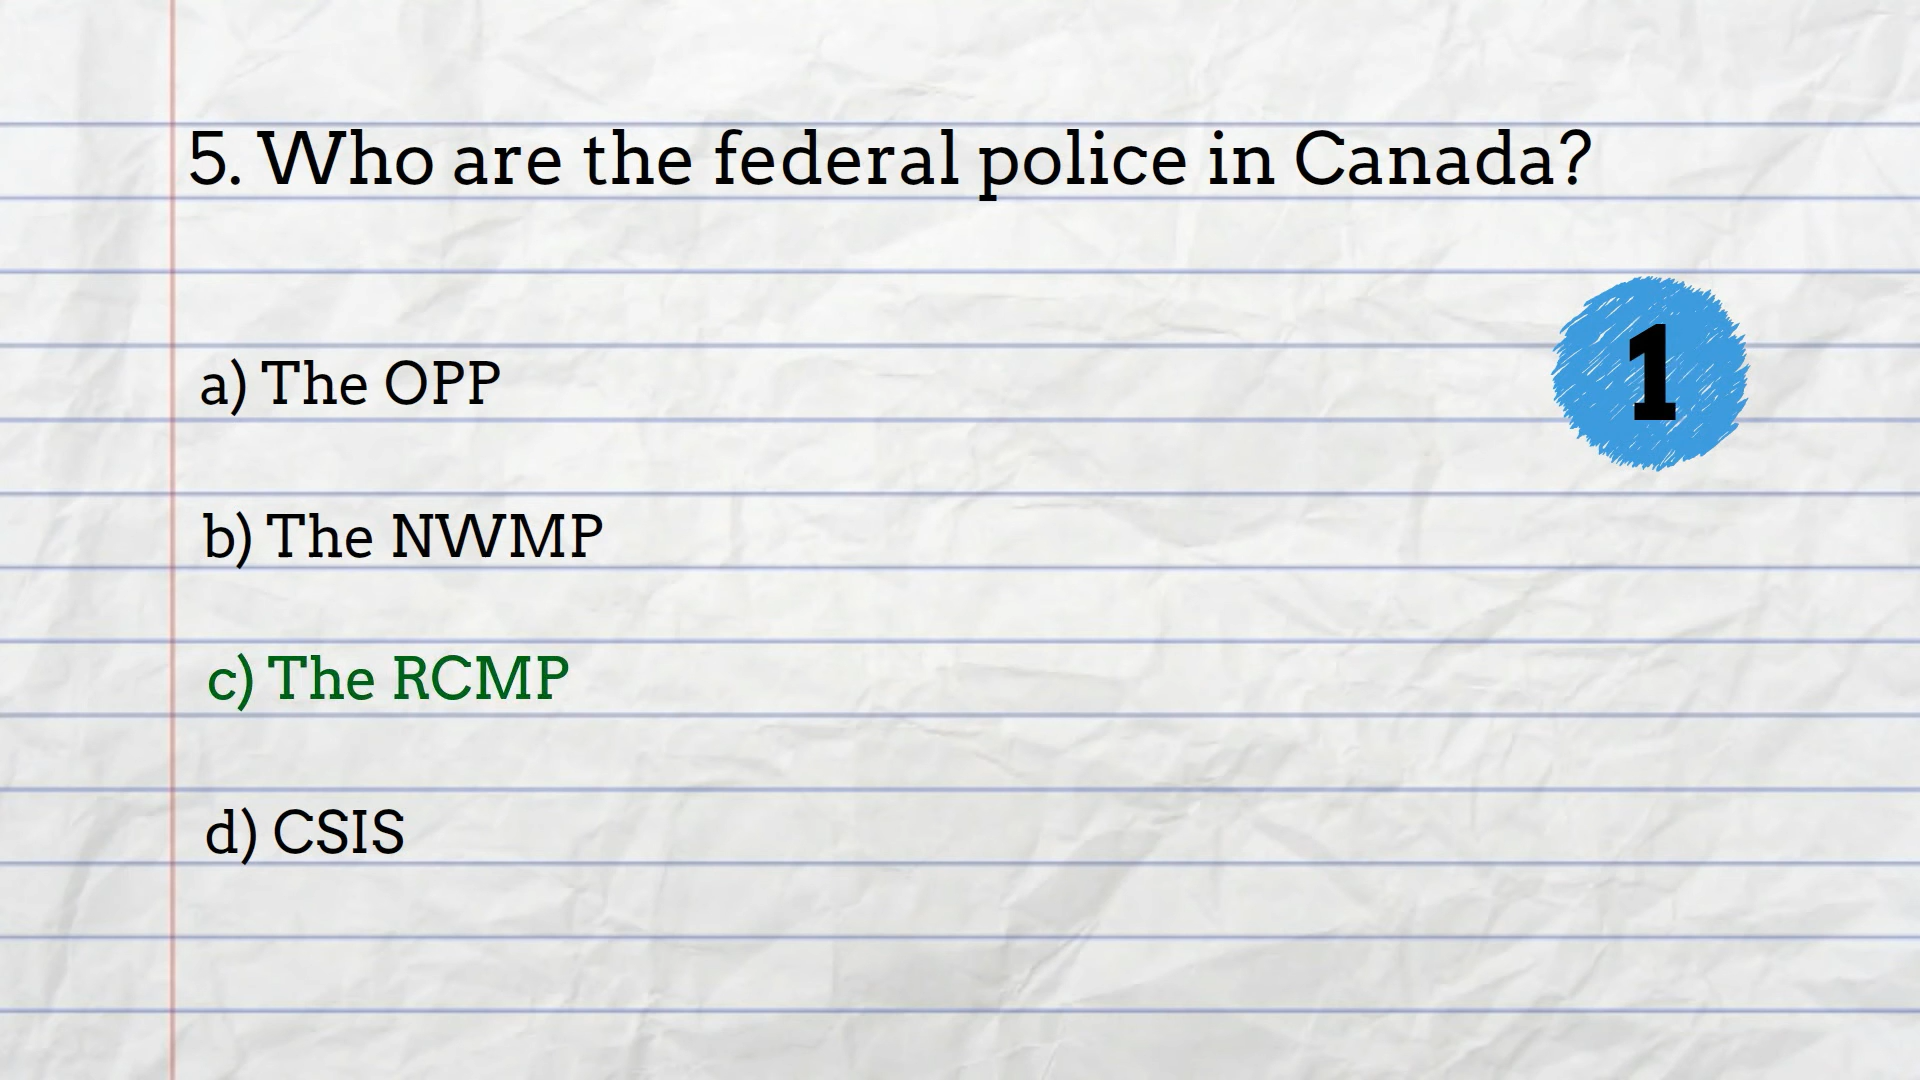 5. Who are the federal police in Canada?
1
a) The OPP
b) The NWMP
c) The RCMP
d) CSIS